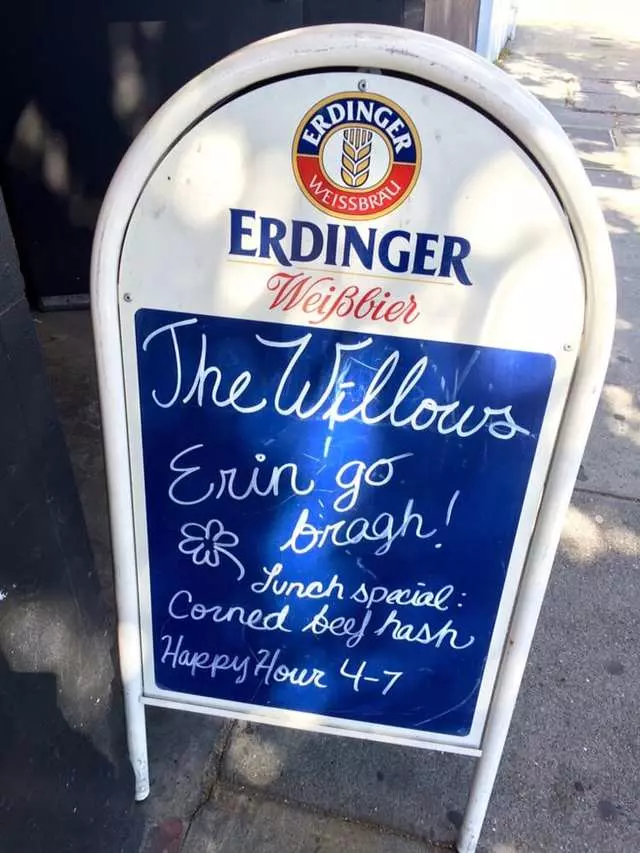 ERDINGER
WEISSBRÄU
ERDINGER
Weißbier
The Willows
Erin go
bragh!
Lunch special:
Corned beef hash
Happy Hour 4-7